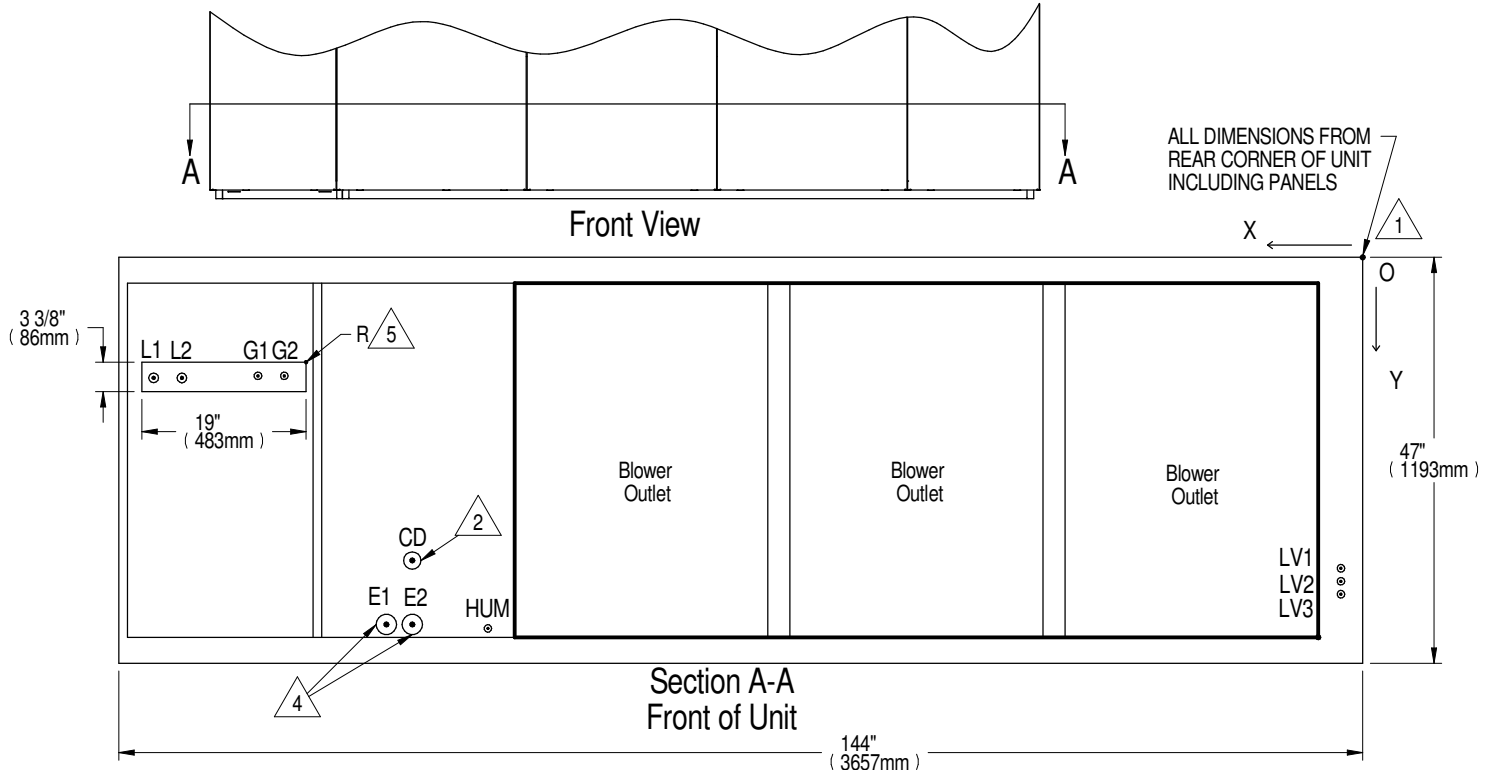 A
A
Front View
ALL DIMENSIONS FROM
REAR CORNER OF UNIT
INCLUDING PANELS
X
1
O
Y
3 3/8"
( 86mm )
R
5
L1 L2 G1 G2
19"
( 483mm )
47"
( 1193mm )
Blower
Outlet
Blower
Outlet
Blower
Outlet
2
CD
E1 E2
HUM
LV1
LV2
LV3
4
Section A-A
Front of Unit
144"
( 3657mm )